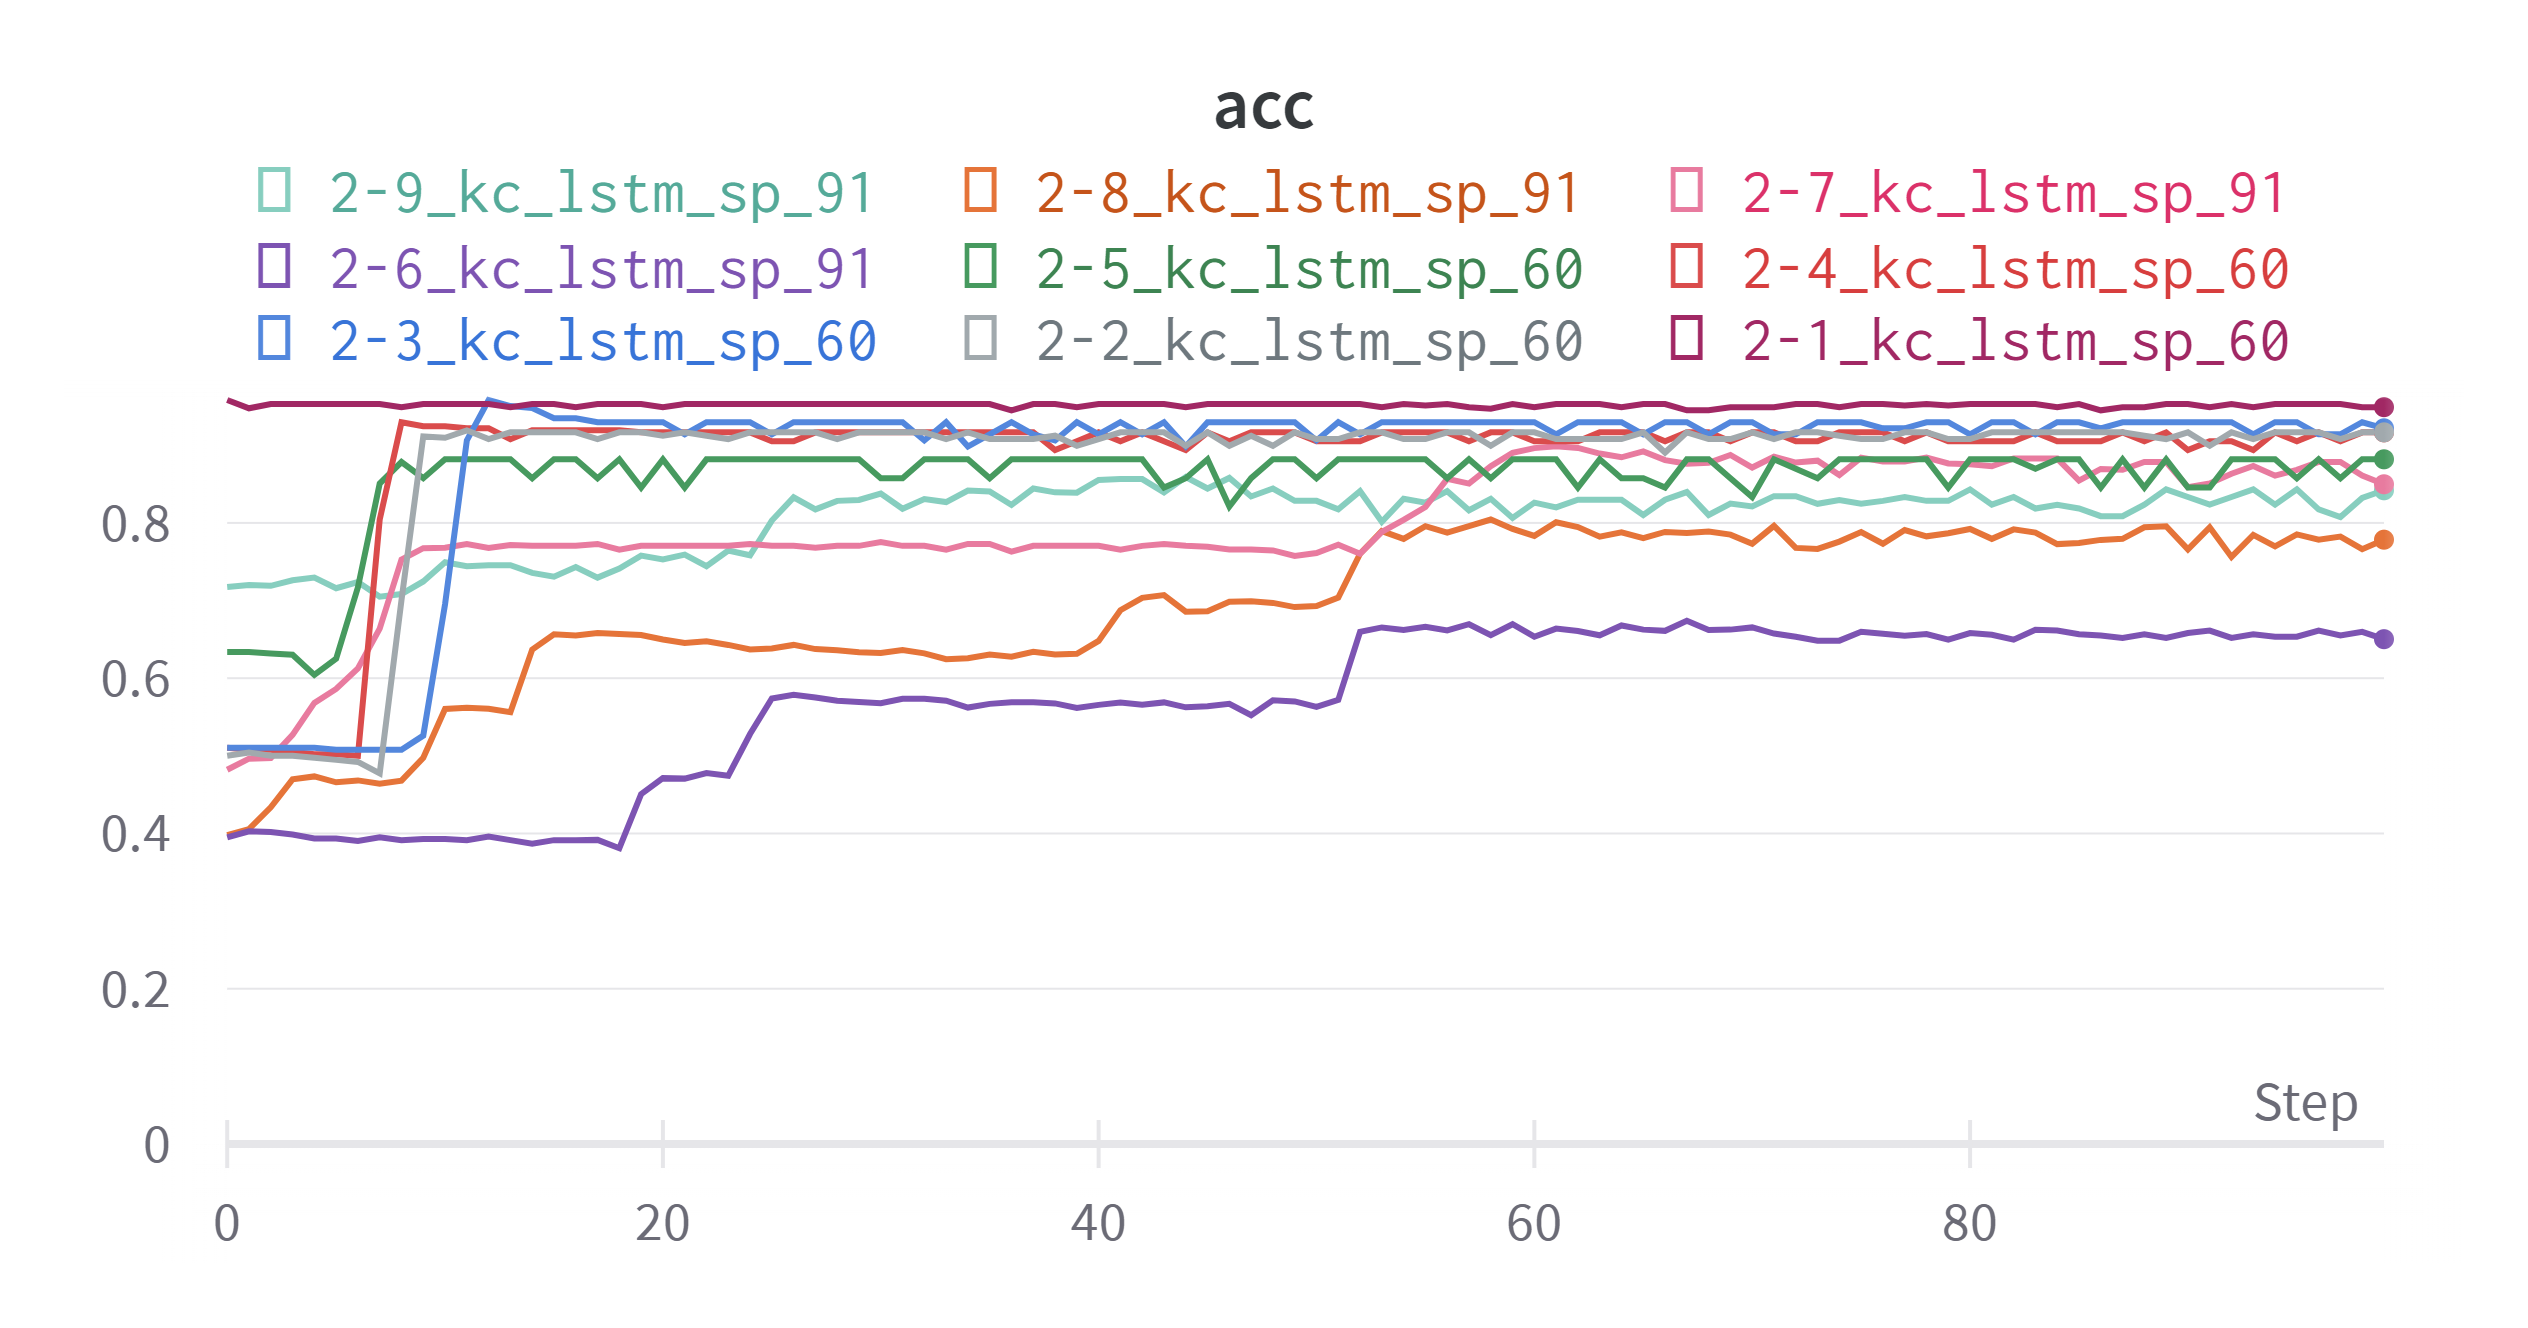 acc
2-9_kc_lstm_sp_91 2-8_kc_lstm_sp_91 2-7_kc_lstm_sp_91
2-6_kc_lstm_sp_91 2-5_kc_lstm_sp_60 2-4_kc_lstm_sp_60
2-3_kc_lstm_sp_60 2-2_kc_lstm_sp_60 2-1_kc_lstm_sp_60
0.8
0.6
0.4
0.2
Step
0
0 20 40 60 80